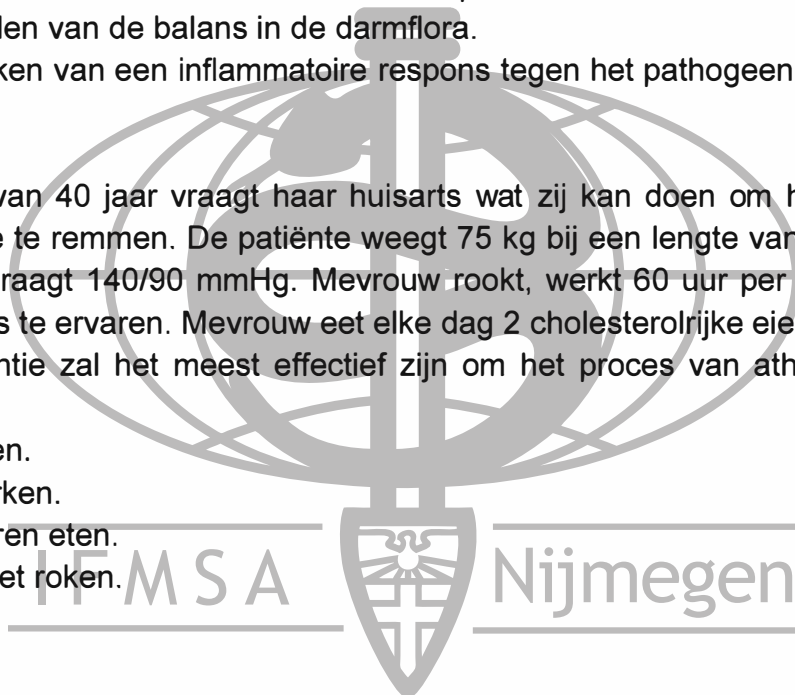 len van de balans in de darmflora.
ken van een inflammatoire respons tegen het pathogeen
van 40 jaar vraagt haar huisarts wat zij kan doen om h
e te remmen. De patiënte weegt 75 kg bij een lengte van
raagt 140/90 mmHg. Mevrouw rookt, werkt 60 uur per
s te ervaren. Mevrouw eet elke dag 2 cholesterolrijke eie
ntie zal het meest effectief zijn om het proces van ath
en.
rken.
ren eten.
et roken.
IFMSA Nijmegen